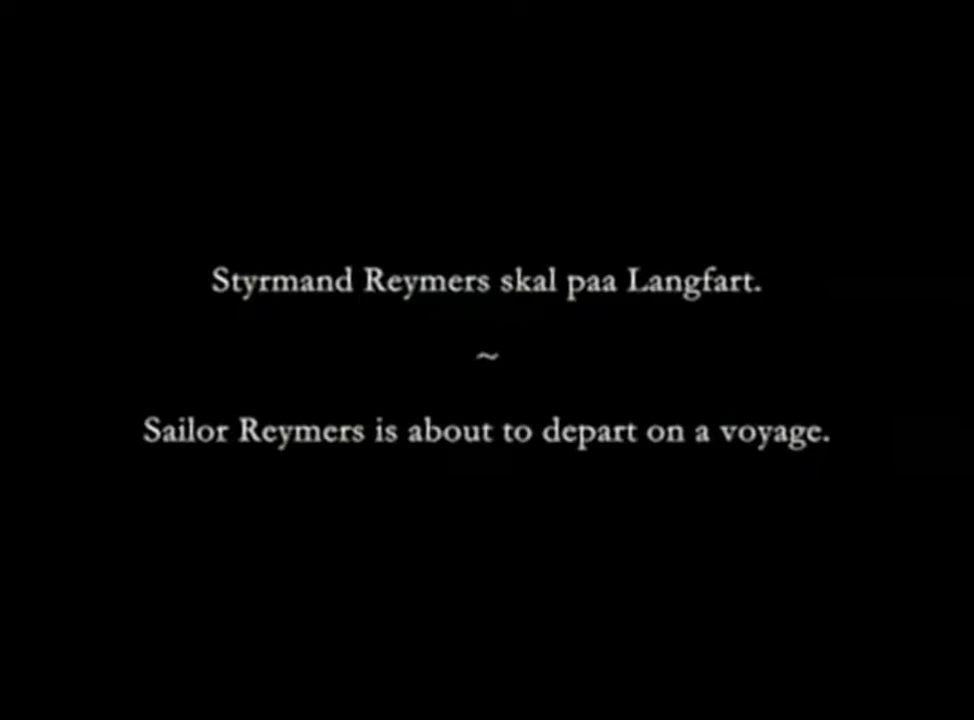 Styrmand Reymers skal paa Langfart.
~
Sailor Reymers is about to depart on a voyage.